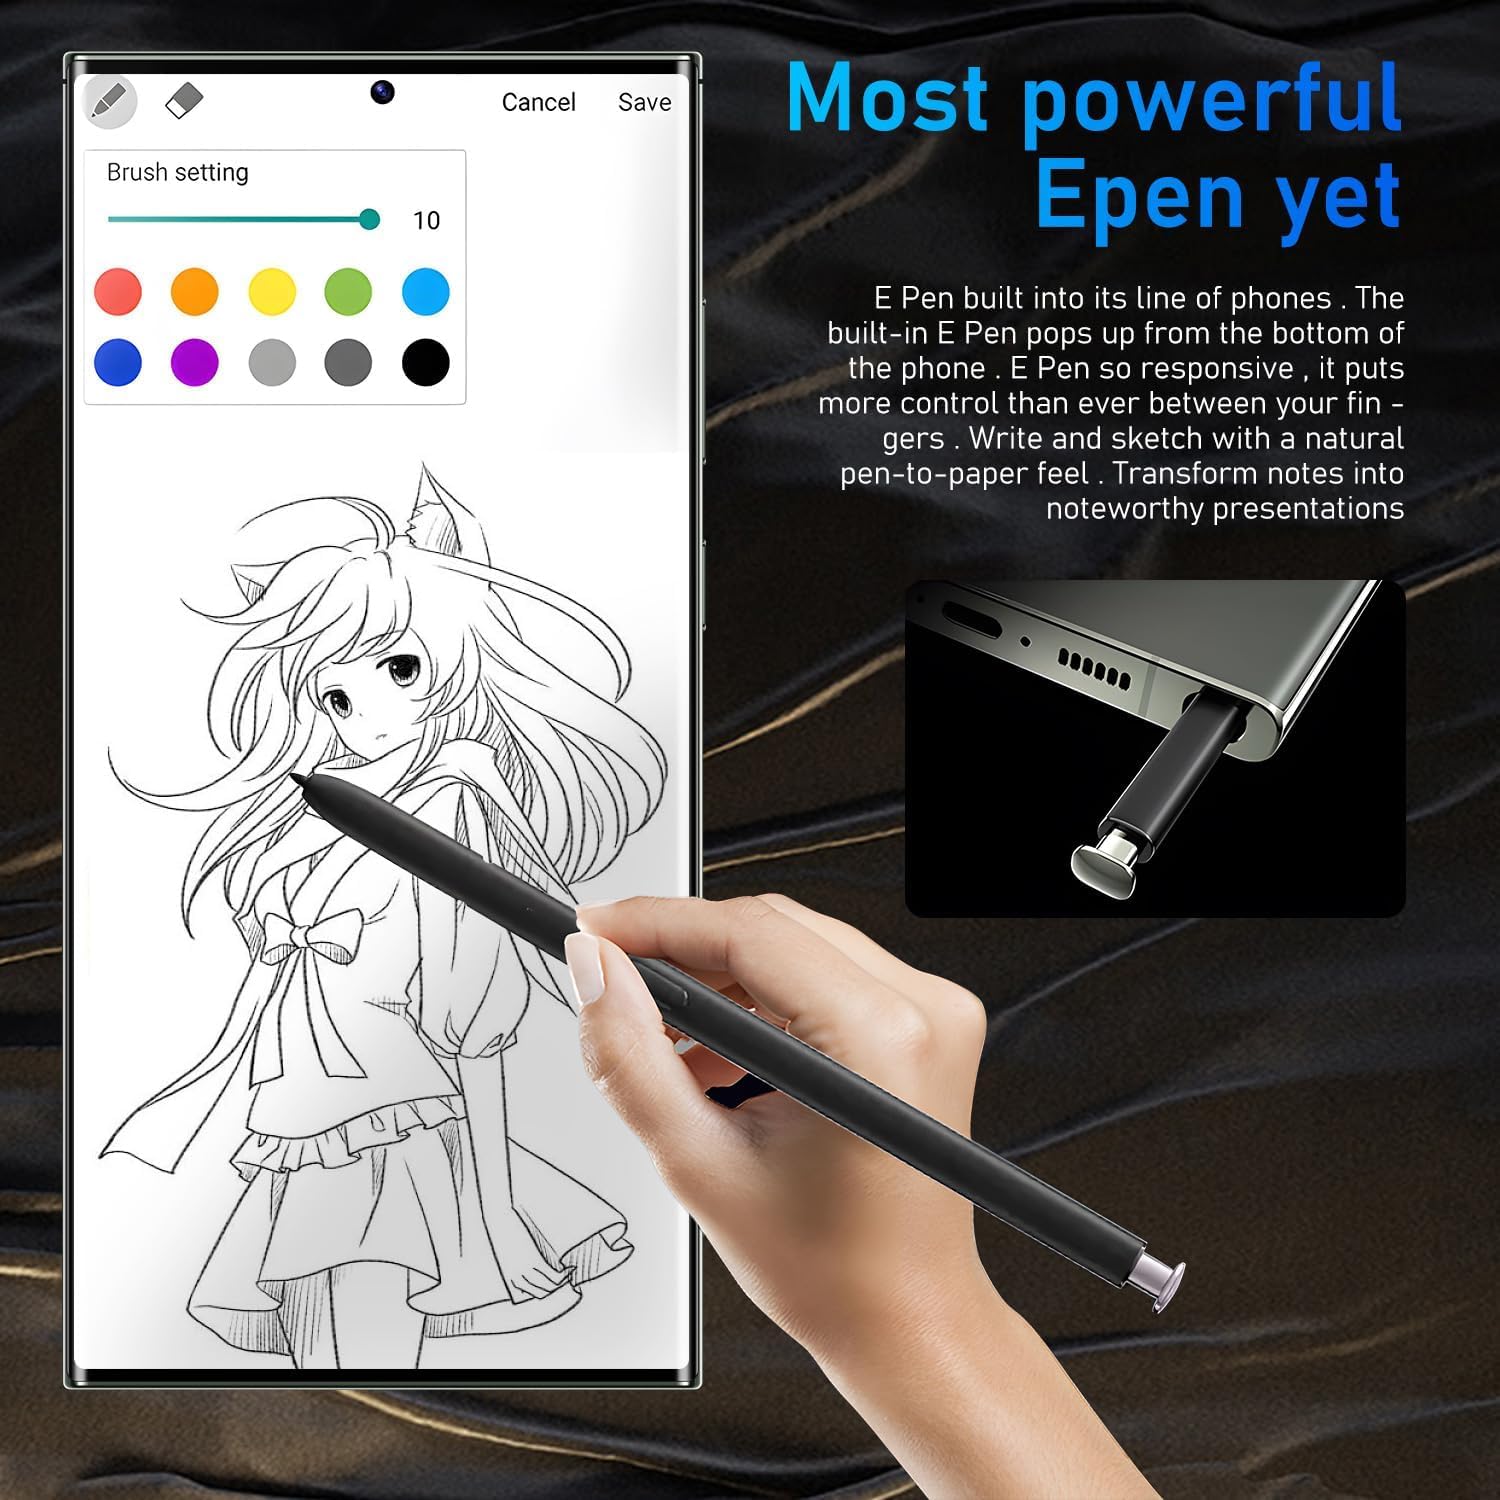 Cancel Save
Brush setting
10
Most powerful
Epen yet
E Pen built into its line of phones . The
built-in E Pen pops up from the bottom of
the phone . E Pen so responsive , it puts
more control than ever between your fin -
gers . Write and sketch with a natural
pen-to-paper feel . Transform notes into
noteworthy presentations